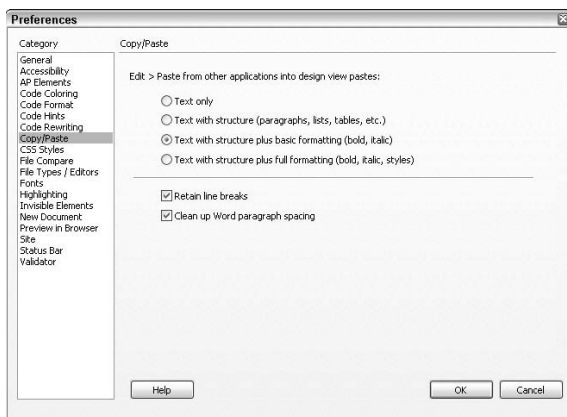 Preferences
Category
General
Accessibility
AP Elements
Code Coloring
Code Format
Code Hints
Code Rewriting
Copy/Paste
CSS Styles
File Compare
File Types / Editors
Fonts
Highlighting
Invisible Elements
New Document
Preview in Browser
Site
Status Bar
Validator
Copy/Paste
Edit > Paste from other applications into design view pastes:
Text only
Text with structure (paragraphs, lists, tables, etc.)
Text with structure plus basic formatting (bold, italic)
Text with structure plus full formatting (bold, italic, styles)
Retain line breaks
Clean up Word paragraph spacing
Help
OK
Cancel